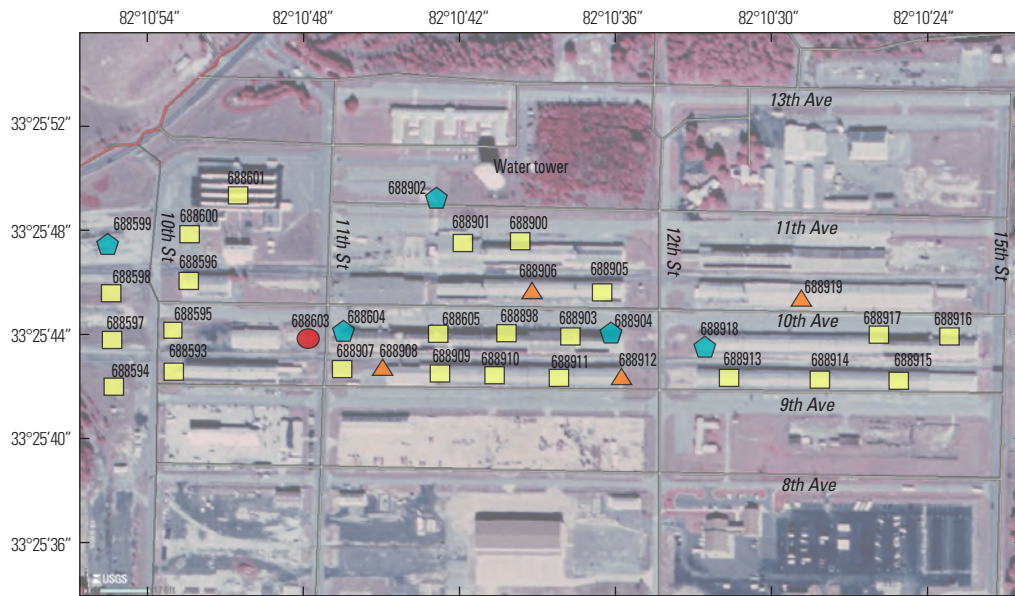 82°10′54″ 82°10′48″ 82°10′42″ 82°10′36″ 82°10′30″ 82°10′24″
13th Ave
33°25′52″
Water tower
688601
688902
688599 688600 10th St 11th St 688901 688900 12th St 11th Ave 15th St
33°25′48″
688596 688906 688905
688598 688919
688597 688595 688603 688604 688605 688898 688903 688904 10th Ave 688917 688916
33°25′44″
688918
688593 688907 688908 688909 688910 688911 688912 688913 688914 688915
688594
9th Ave
33°25′40″
8th Ave
33°25′36″
USGS